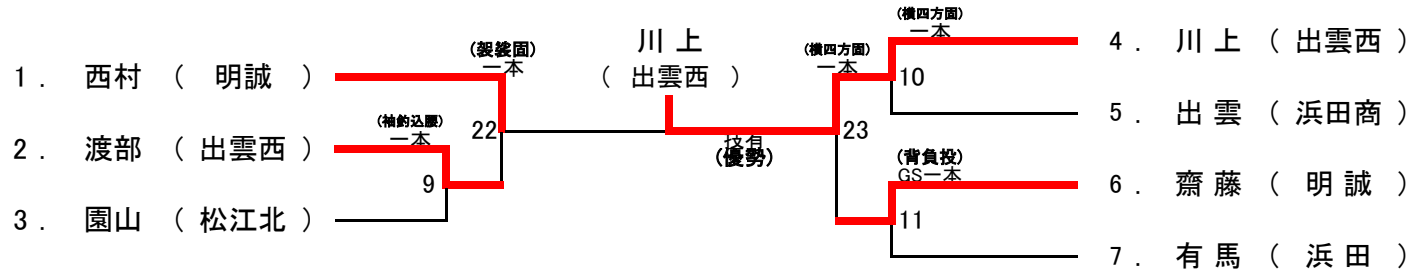 川上
（ 出雲西 ）
1． 西村 （ 明誠 ）
2． 渡部 （ 出雲西 ）
3． 園山 （ 松江北 ）
(袈裟固)
一本
22
(袖釣込腰)
一本
9
技有
(優勢)
(横四方固)
一本
23
(横四方固)
一本
10
(背負投)
GS一本
11
4． 川上 （ 出雲西 ）
5． 出雲 （ 浜田商 ）
6． 齋藤 （ 明誠 ）
7． 有馬 （ 浜田 ）